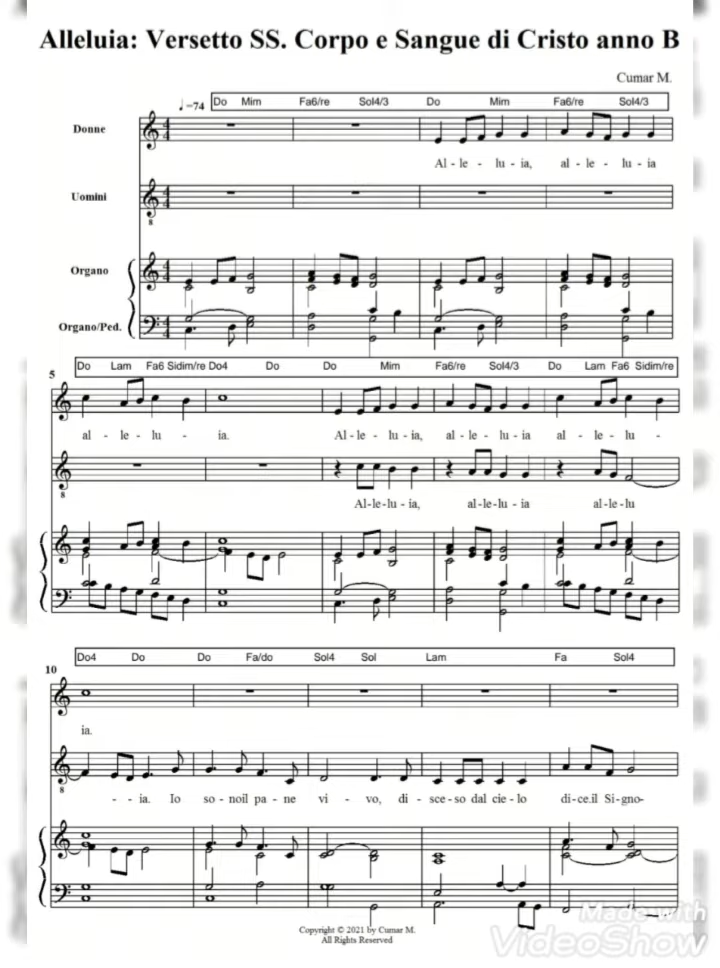 Alleluia: Versetto SS. Corpo e Sangue di Cristo anno B
Cumar M.
♩=74
Do Mim Fa6/re Sol4/3 Do Mim Fa6/re Sol4/3
Donne
Al - le - lu - ia, al - le - lu - ia
Uomini
8
Organo
Organo/Ped.
5
Do Lam Fa6 Sidim/re Do4 Do Do Mim Fa6/re Sol4/3 Do Lam Fa6 Sidim/re
al - le - lu - ia. Al - le - lu - ia, al - le - lu - ia al - le - lu -
8
Al-le-lu-ia, al-le-lu-ia al-le-lu
10
Do4 Do Do Fa/do Sol4 Sol Lam Fa Sol4
ia.
8
- - ia. Io so-noil pa-ne vi-vo, di-sce-so dal cie-lo di-ce.il Signo-
Copyright © 2021 by Cumar M.
All Rights Reserved
Made with
VideoShow